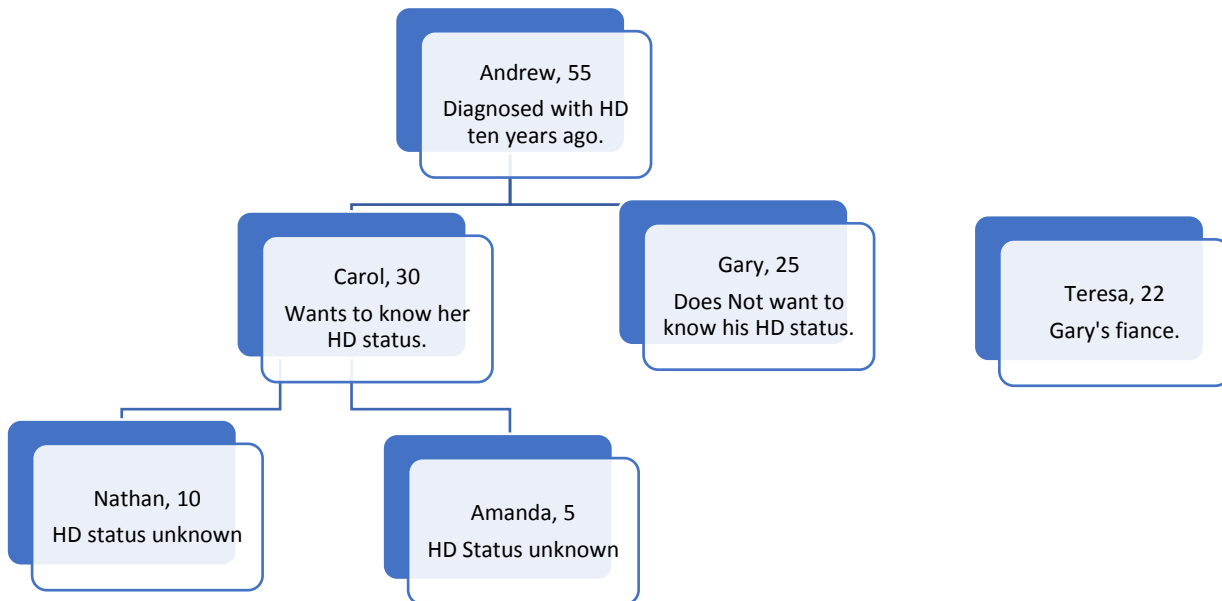 Andrew, 55
Diagnosed with HD
ten years ago.
Carol, 30
Wants to know her
HD status.
Gary, 25
Does Not want to
know his HD status.
Teresa, 22
Gary's fiance.
Nathan, 10
HD status unknown
Amanda, 5
HD Status unknown